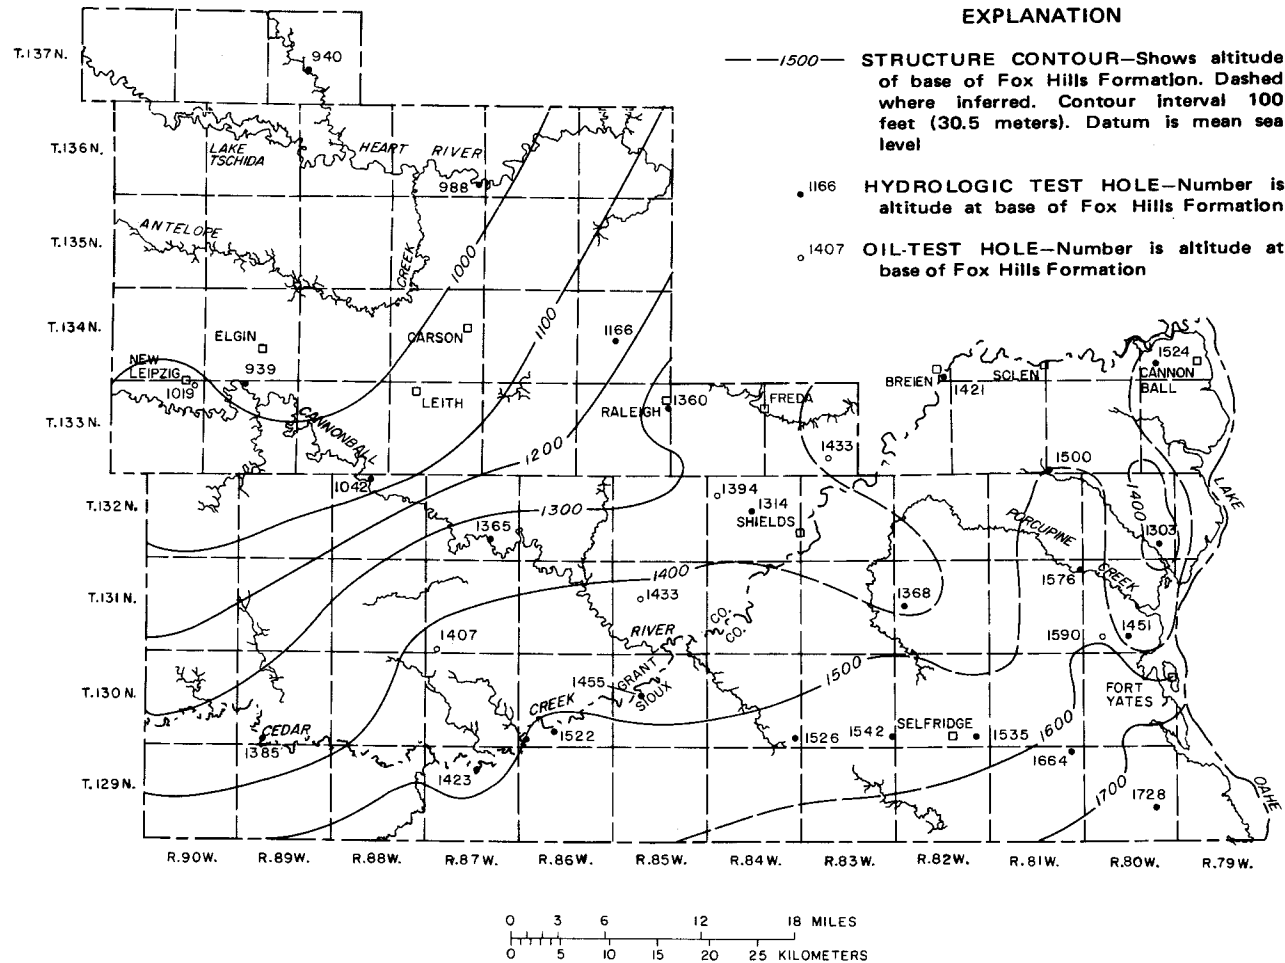 EXPLANATION
—1500— STRUCTURE CONTOUR—Shows altitude
of base of Fox Hills Formation. Dashed
where inferred. Contour interval 100
feet (30.5 meters). Datum is mean sea
level
1166 HYDROLOGIC TEST HOLE—Number is
altitude at base of Fox Hills Formation
1407 OIL-TEST HOLE—Number is altitude at
base of Fox Hills Formation
T.137N.
940
T.136N.
LAKE
TSCHIDA
HEART RIVER
988
T.135N.
ANTELOPE
CREEK
1000
T.134N.
ELGIN
CARSON
1100
1166
NEW
LEIPZIG
939
1019
LEITH
RALEIGH
1360
FREDA
BREIEN
1421
SOLEN
1524
CANNON
BALL
T.133N.
CANNONBALL
1200
1433
1500
LAKE
T.132N.
1042
1365
1300
1394
1314
SHIELDS
PORCUPINE
CREEK
1400
1303
1576
T.131N.
1400
1433
1368
1407
RIVER
CO.
CO.
1590
1451
T.130N.
1455
GRANT
SIOUX
1500
FORT
YATES
CREEK
CEDAR
1385
1522
1526
1542
SELFRIDGE
1535
1600
1664
T.129N.
1423
1700
1728
OAHE
R.90W.
R.89W.
R.88W.
R.87W.
R.86W.
R.85W.
R.84W.
R.83W.
R.82W.
R.81W.
R.80W.
R.79W.
0 3 6 12 18 MILES
0 5 10 15 20 25 KILOMETERS